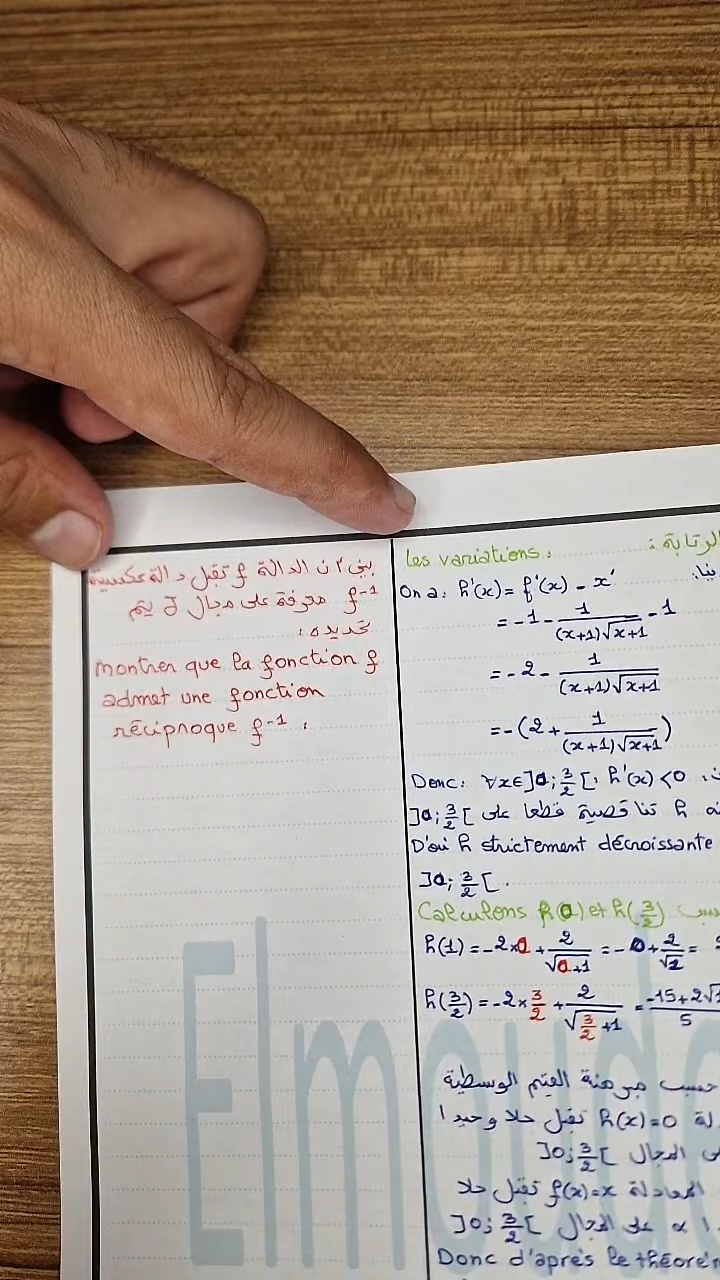 بين أن الدالة f تقبل دالة عكسية
f⁻¹ معرفة على مجال J يتم
تحديده.
montrer que la fonction f
admet une fonction
réciproque f⁻¹.
الرتابة:
les variations:
On a: h'(x) = f'(x) - x'
= -1 - 1/((x+1)√(x+1)) - 1
= -2 - 1/((x+1)√(x+1))
= -(2 + 1/((x+1)√(x+1)))
Donc: ∀x∈]0; 3/2[: h'(x) < 0
h تناقصية قطعا على ]0; 3/2[
D'où h strictement décroissante
]0; 3/2[.
Calculons h(0) et h(3/2)
h(1) = -2×0 + 2/√(0+1) = -0 + 2/√2 =
h(3/2) = -2×3/2 + 2/√(3/2+1) = (-15+2√1)/5
حسب مبرهنة القيم الوسطية
h(x)=0 تقبل حلا وحيدا
المجال ]0; 3/2[
المعادلة f(x)=x تقبل حلا
α على المجال ]0; 3/2[
Donc d'après le théorè
Elmoude